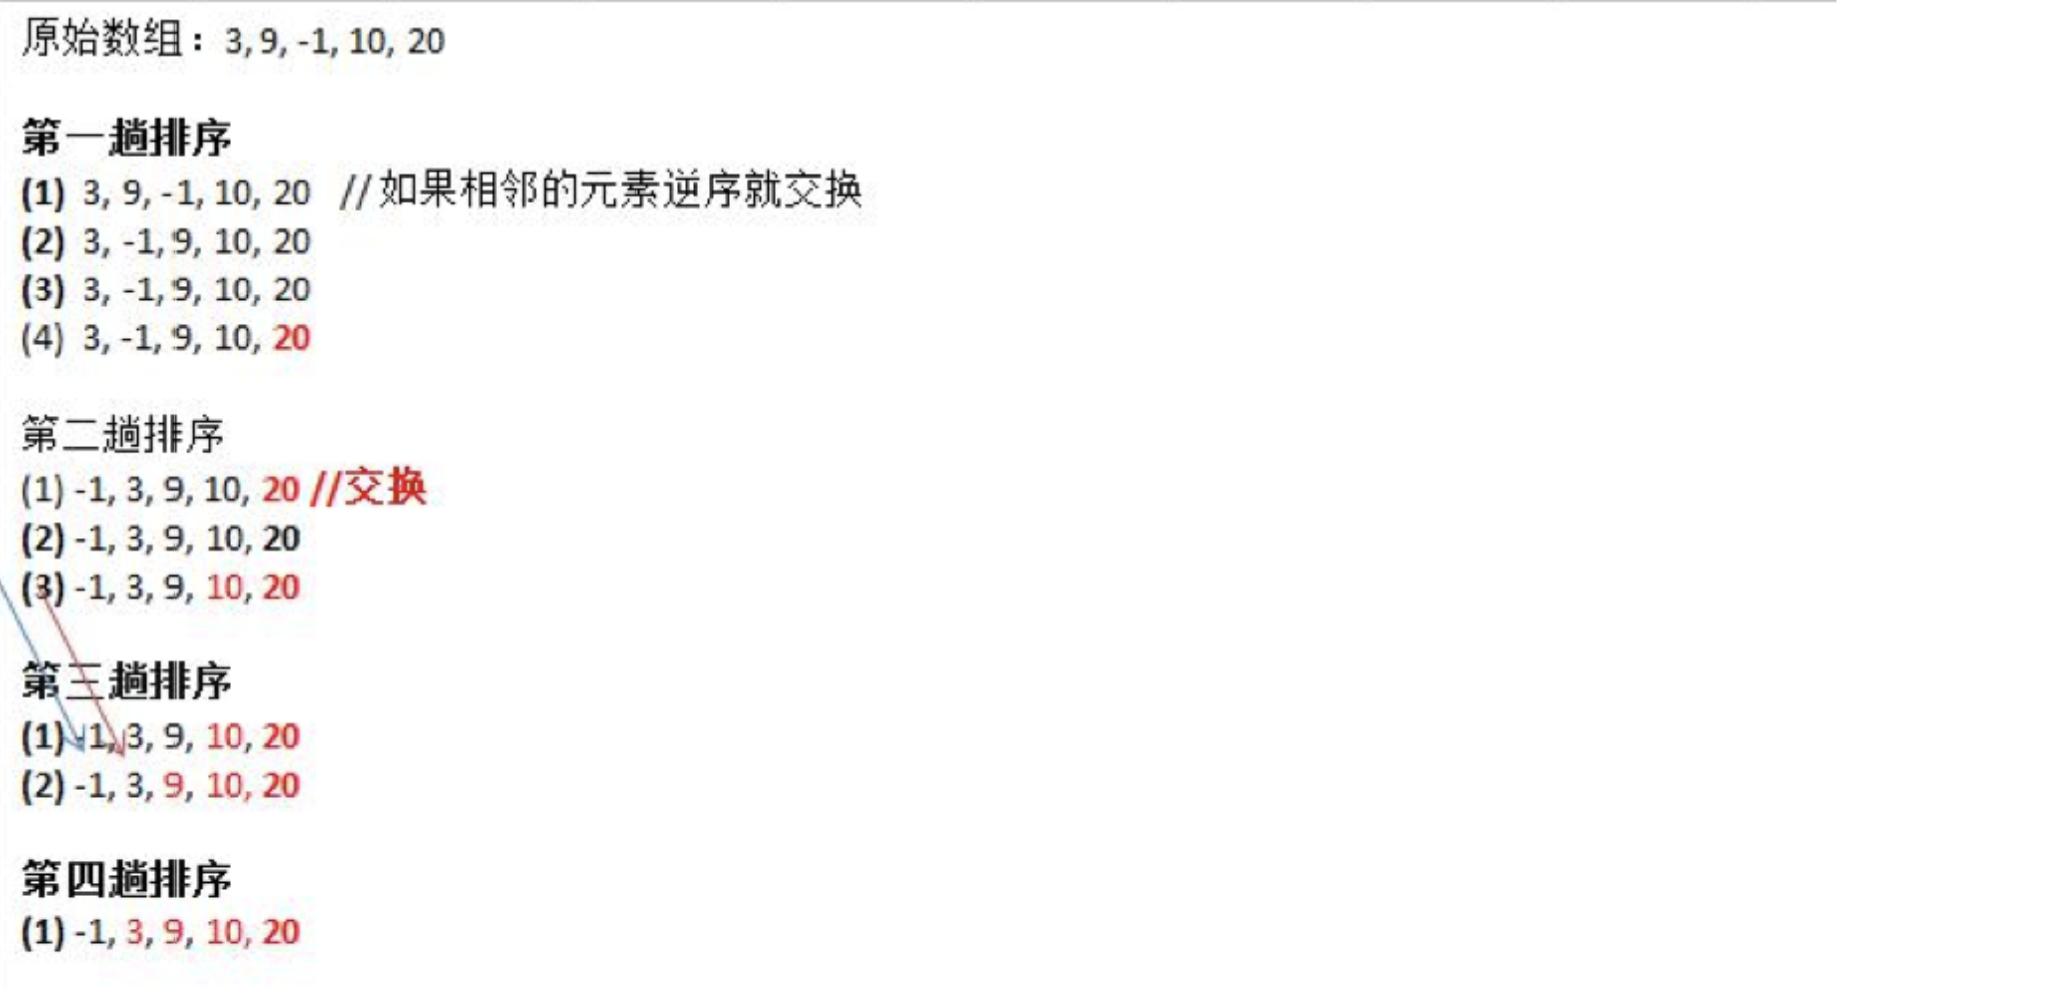 原始数组：3, 9, -1, 10, 20
第一趟排序
(1) 3, 9, -1, 10, 20 //如果相邻的元素逆序就交换
(2) 3, -1, 9, 10, 20
(3) 3, -1, 9, 10, 20
(4) 3, -1, 9, 10, 20
第二趟排序
(1) -1, 3, 9, 10, 20 //交换
(2) -1, 3, 9, 10, 20
(3) -1, 3, 9, 10, 20
第三趟排序
(1) -1, 3, 9, 10, 20
(2) -1, 3, 9, 10, 20
第四趟排序
(1) -1, 3, 9, 10, 20